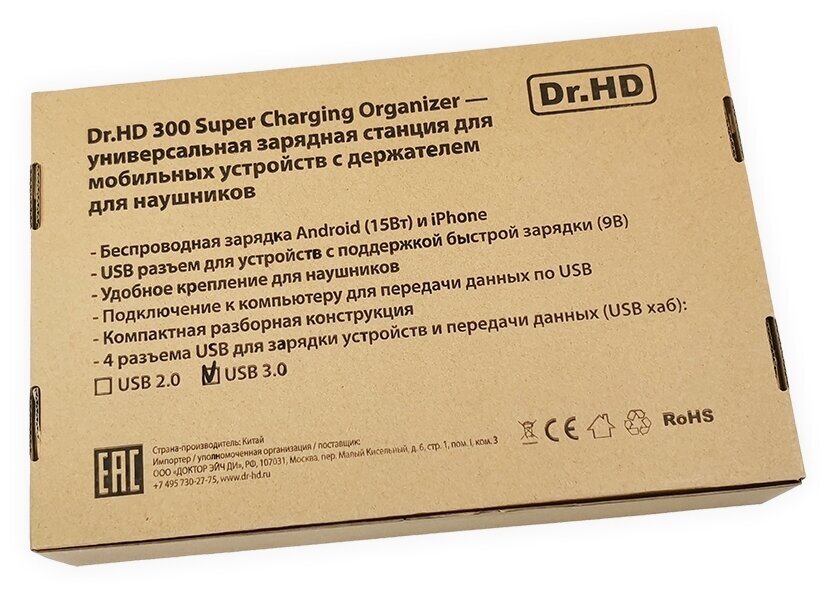 Dr.HD
Dr.HD 300 Super Charging Organizer —
универсальная зарядная станция для
мобильных устройств с держателем
для наушников
- Беспроводная зарядка Android (15Вт) и iPhone
- USB разъем для устройств с поддержкой быстрой зарядки (9В)
- Удобное крепление для наушников
- Подключение к компьютеру для передачи данных по USB
- Компактная разборная конструкция
- 4 разъема USB для зарядки устройств и передачи данных (USB хаб):
USB 2.0 USB 3.0
EAC
Страна-производитель: Китай
Импортер / уполномоченная организация / поставщик:
ООО «ДОКТОР ЭЙЧ ДИ», РФ, 107031, Москва, пер. Малый Кисельный, д. 6, стр. 1, пом. I, ком. 3
+7 495 730-27-75, www.dr-hd.ru
CE RoHS